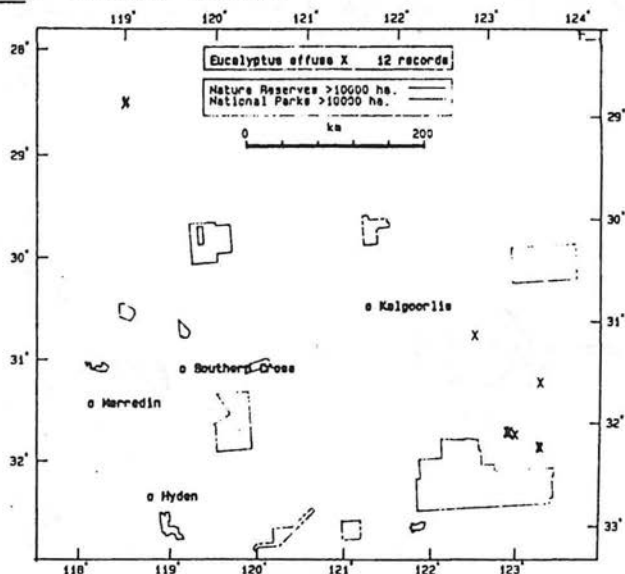 119° 120° 121° 122° 123° 124°
28°
Eucalyptus effusa X 12 records
Nature Reserves >10000 ha.
National Parks >10000 ha.
km
0 200
X
29°
30°
30°
o Kalgoorlie
X
31°
31°
o Southern Cross
X
o Merredin
32°
X X
X
32°
o Hyden
33°
118° 119° 120° 121° 122° 123°